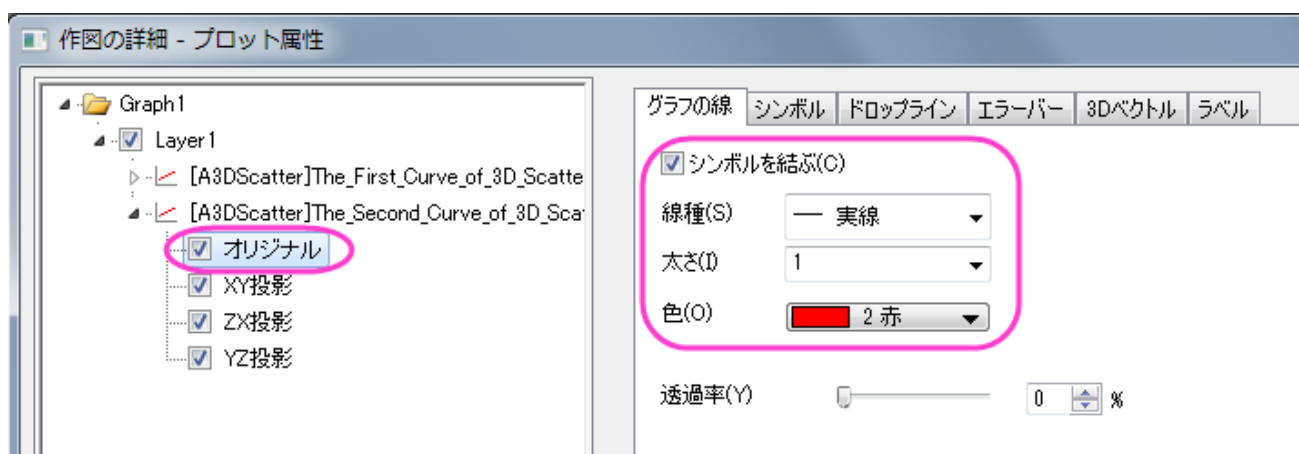 作図の詳細 - プロット属性
Graph1
Layer1
[A3DScatter]The_First_Curve_of_3D_Scatte
[A3DScatter]The_Second_Curve_of_3D_Sca
オリジナル
XY投影
ZX投影
YZ投影
グラフの線 シンボル ドロップライン エラーバー 3Dベクトル ラベル
シンボルを結ぶ(C)
線種(S) 実線
太さ(I) 1
色(O) 2 赤
透過率(Y) 0 %